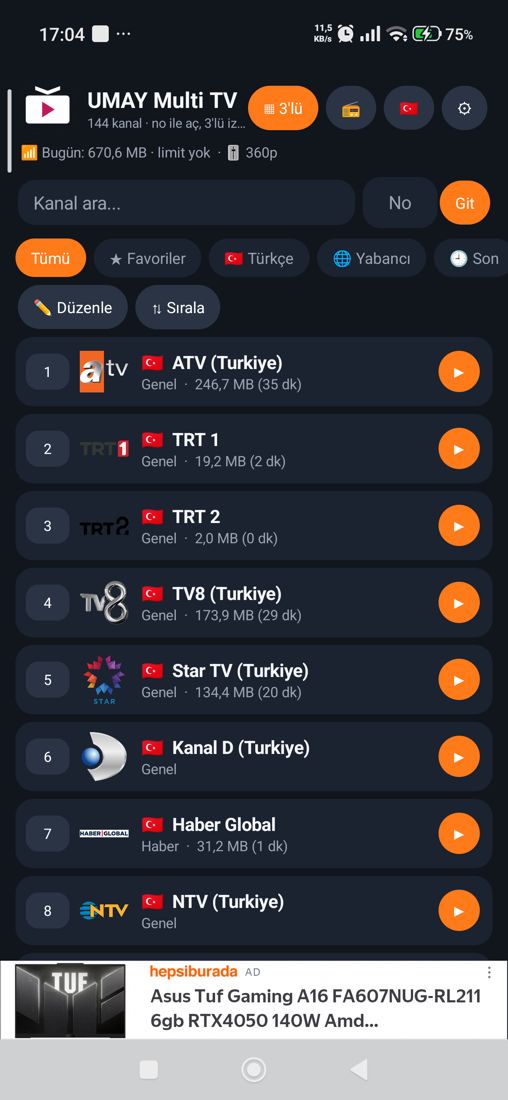 17:04
11,5 KB/s
75%
UMAY Multi TV
144 kanal · no ile aç, 3'lü iz...
3'lü
Bugün: 670,6 MB · limit yok · 360p
Kanal ara...
No
Git
Tümü
★ Favoriler
Türkçe
Yabancı
Son
Düzenle
⇅ Sırala
1
atv
ATV (Turkiye)
Genel · 246,7 MB (35 dk)
2
TRT 1
TRT 1
Genel · 19,2 MB (2 dk)
3
TRT 2
TRT 2
Genel · 2,0 MB (0 dk)
4
TV8
TV8 (Turkiye)
Genel · 173,9 MB (29 dk)
5
STAR
Star TV (Turkiye)
Genel · 134,4 MB (20 dk)
6
Kanal D (Turkiye)
Genel
7
HABER GLOBAL
Haber Global
Haber · 31,2 MB (1 dk)
8
NTV
NTV (Turkiye)
Genel
TUF
hepsiburada AD
Asus Tuf Gaming A16 FA607NUG-RL211
6gb RTX4050 140W Amd...